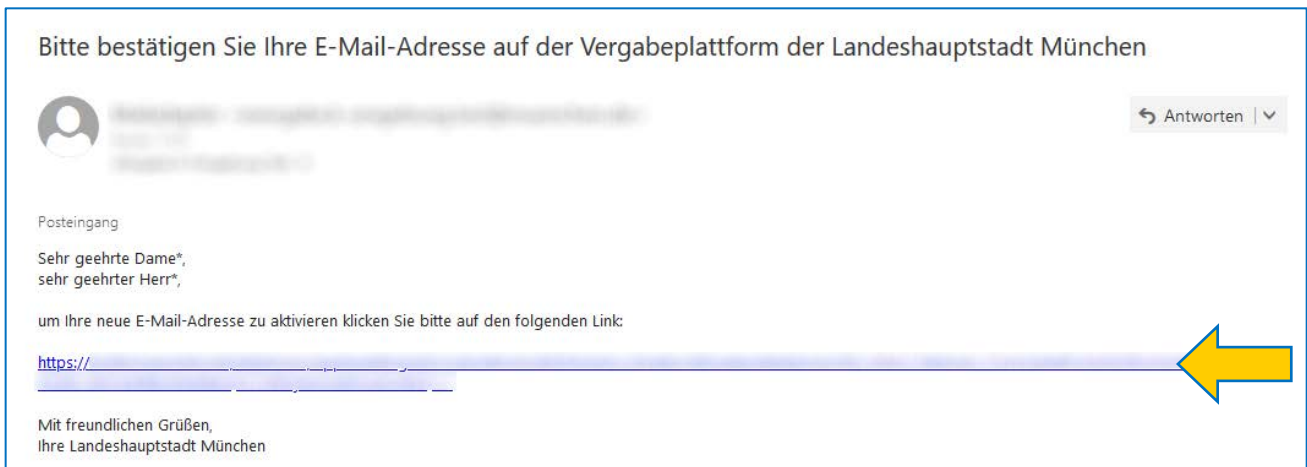 Bitte bestätigen Sie Ihre E-Mail-Adresse auf der Vergabeplattform der Landeshauptstadt München
Antworten
Posteingang
Sehr geehrte Dame*,
sehr geehrter Herr*,
um Ihre neue E-Mail-Adresse zu aktivieren klicken Sie bitte auf den folgenden Link:
https://
Mit freundlichen Grüßen,
Ihre Landeshauptstadt München